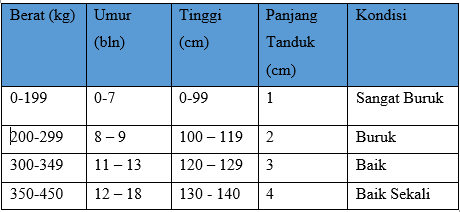 Berat (kg) Umur (bln) Tinggi (cm) Panjang Tanduk (cm) Kondisi
0-199 0-7 0-99 1 Sangat Buruk
200-299 8 – 9 100 – 119 2 Buruk
300-349 11 – 13 120 – 129 3 Baik
350-450 12 – 18 130 - 140 4 Baik Sekali